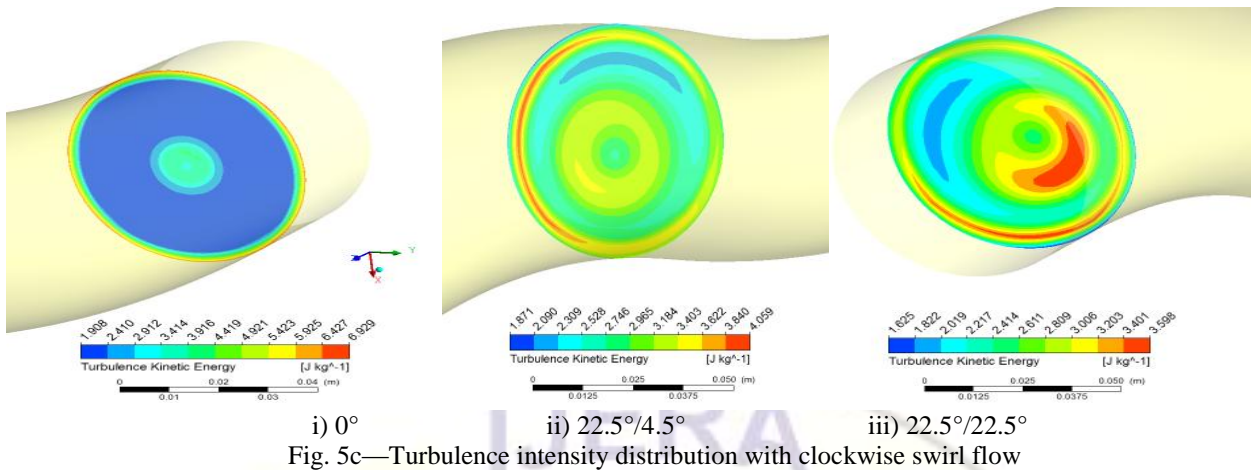 Y
Z
X
1.908 2.410 2.912 3.414 3.916 4.419 4.921 5.423 5.925 6.427 6.929
Turbulence Kinetic Energy [J kg^-1]
0 0.02 0.04 (m)
0.01 0.03
1.871 2.090 2.309 2.528 2.746 2.965 3.184 3.403 3.622 3.840 4.059
Turbulence Kinetic Energy [J kg^-1]
0 0.025 0.050 (m)
0.0125 0.0375
1.625 1.822 2.019 2.217 2.414 2.611 2.809 3.006 3.203 3.401 3.598
Turbulence Kinetic Energy [J kg^-1]
0 0.025 0.050 (m)
0.0125 0.0375
i) 0° ii) 22.5°/4.5° iii) 22.5°/22.5°
IJERA
Fig. 5c—Turbulence intensity distribution with clockwise swirl flow